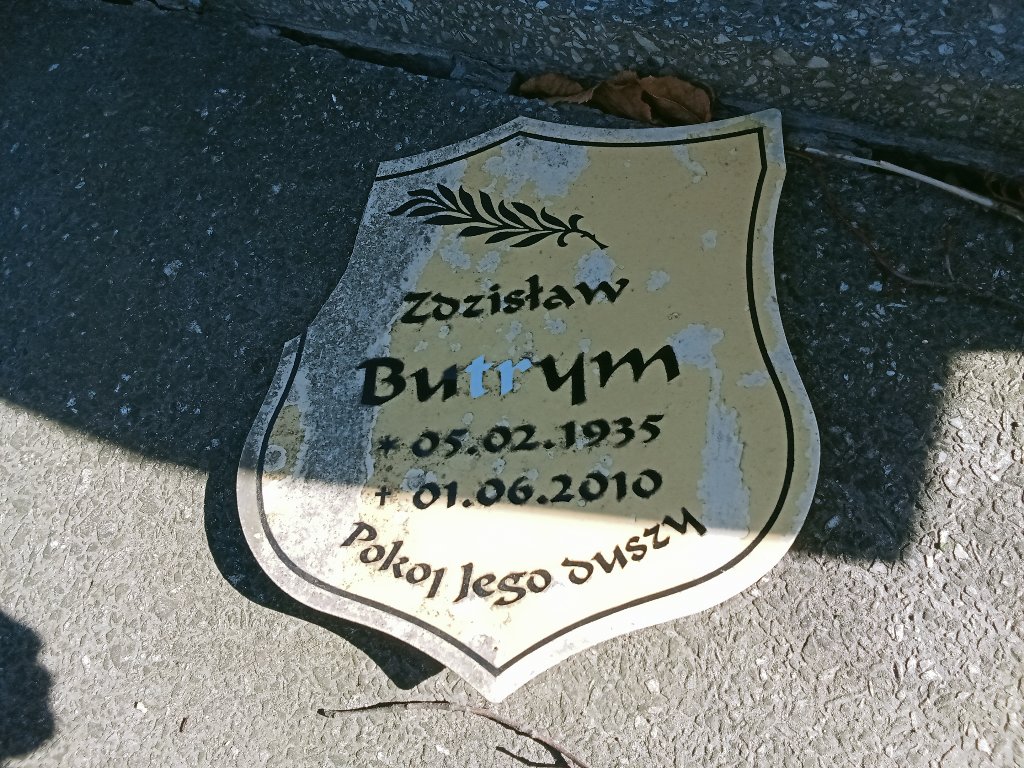 Zdzisław
Butrym
* 05.02.1935
+ 01.06.2010
Pokój Jego duszy